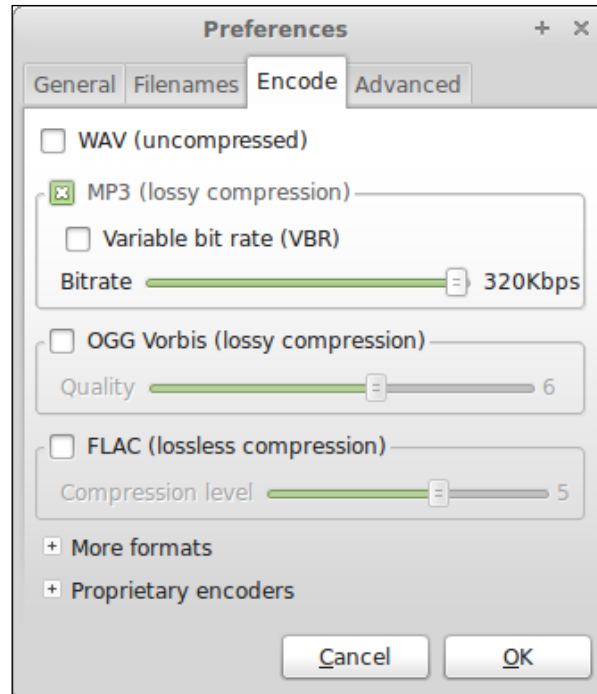 Preferences
General Filenames Encode Advanced
WAV (uncompressed)
MP3 (lossy compression)
Variable bit rate (VBR)
Bitrate 320Kbps
OGG Vorbis (lossy compression)
Quality 6
FLAC (lossless compression)
Compression level 5
More formats
Proprietary encoders
Cancel OK